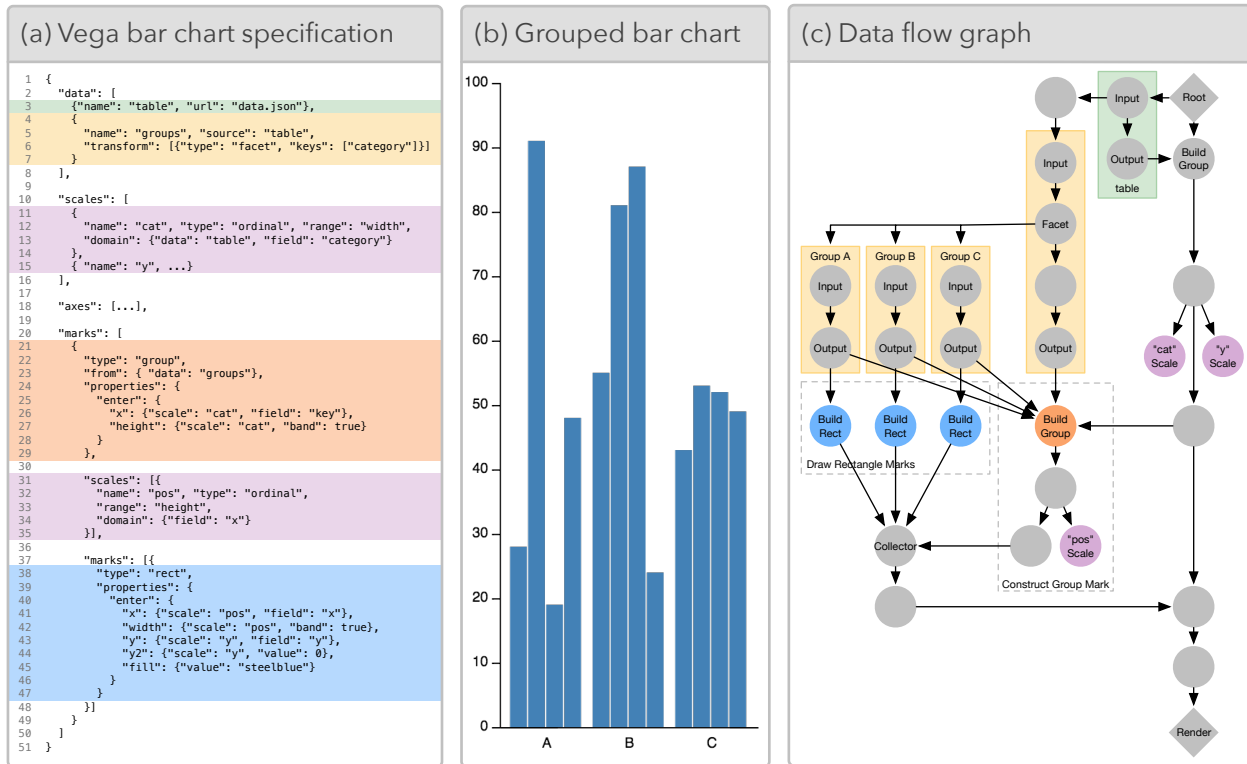 (a) Vega bar chart specification
1 {
2 "data": [
3 {"name": "table", "url": "data.json"},
4 {
5 "name": "groups", "source": "table",
6 "transform": [{"type": "facet", "keys": ["category"]}]
7 }
8 ],
9
10 "scales": [
11 {
12 "name": "cat", "type": "ordinal", "range": "width",
13 "domain": {"data": "table", "field": "category"}
14 },
15 { "name": "y", ...}
16 ],
17
18 "axes": [...],
19
20 "marks": [
21 {
22 "type": "group",
23 "from": { "data": "groups"},
24 "properties": {
25 "enter": {
26 "x": {"scale": "cat", "field": "key"},
27 "height": {"scale": "cat", "band": true}
28 }
29 },
30
31 "scales": [{
32 "name": "pos", "type": "ordinal",
33 "range": "height",
34 "domain": {"field": "x"}
35 }],
36
37 "marks": [{
38 "type": "rect",
39 "properties": {
40 "enter": {
41 "x": {"scale": "pos", "field": "x"},
42 "width": {"scale": "pos", "band": true},
43 "y": {"scale": "y", "field": "y"},
44 "y2": {"scale": "y", "value": 0},
45 "fill": {"value": "steelblue"}
46 }
47 }
48 }]
49 }
50 ]
51 }
(b) Grouped bar chart
100
90
80
70
60
50
40
30
20
10
0
A B C
(c) Data flow graph
Input
Root
Input
Output
Build
Group
table
Facet
Group A
Group B
Group C
Input
Input
Input
Output
Output
Output
Output
"cat"
Scale
"y"
Scale
Build
Rect
Build
Rect
Build
Rect
Build
Group
Draw Rectangle Marks
Collector
"pos"
Scale
Construct Group Mark
Render